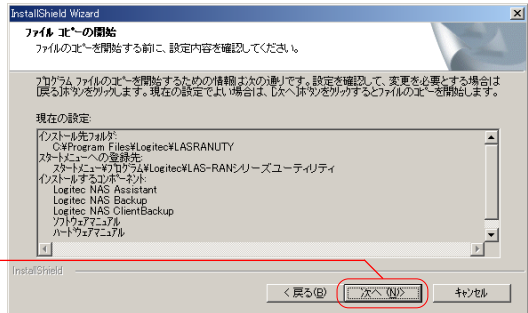 InstallShield Wizard
ファイル コピーの開始
ファイルのコピーを開始する前に、設定内容を確認してください。
プログラム ファイルのコピーを開始するための情報は次の通りです。設定を確認して、変更を必要とする場合は
[戻る]ボタンをクリックします。現在の設定でよい場合は、[次へ]ボタンをクリックするとファイルのコピーを開始します。
現在の設定:
インストール先フォルダ:
C:¥Program Files¥Logitec¥LASRANUTY
スタートメニューへの登録先:
スタートメニュー¥プログラム¥Logitec¥LAS-RANシリーズ ユーティリティ
インストールするコンポーネント:
Logitec NAS Assistant
Logitec NAS Backup
Logitec NAS ClientBackup
ソフトウェアマニュアル
ハードウェアマニュアル
InstallShield
< 戻る(B)
次へ (N)>
キャンセル